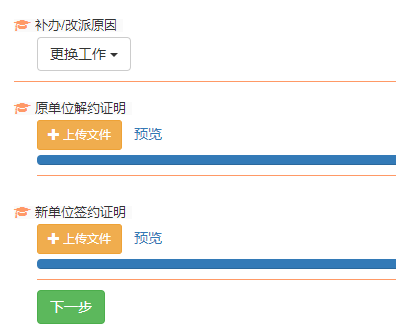 补办/改派原因
更换工作
原单位解约证明
上传文件 预览
新单位签约证明
上传文件 预览
下一步